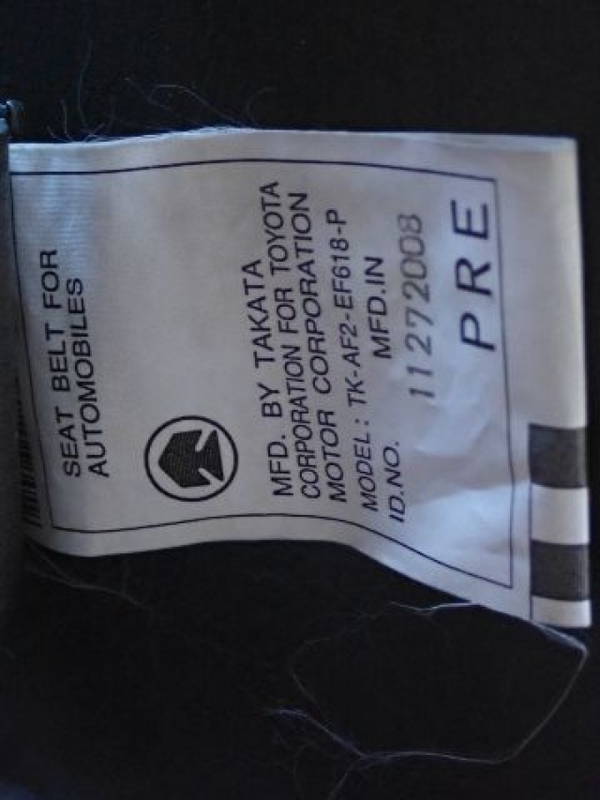 SEAT BELT FOR
AUTOMOBILES
MFD. BY TAKATA
CORPORATION FOR TOYOTA
MOTOR CORPORATION
MODEL: TK-AF2-EF618-P
ID.NO. MFD.IN
11272008
PRE